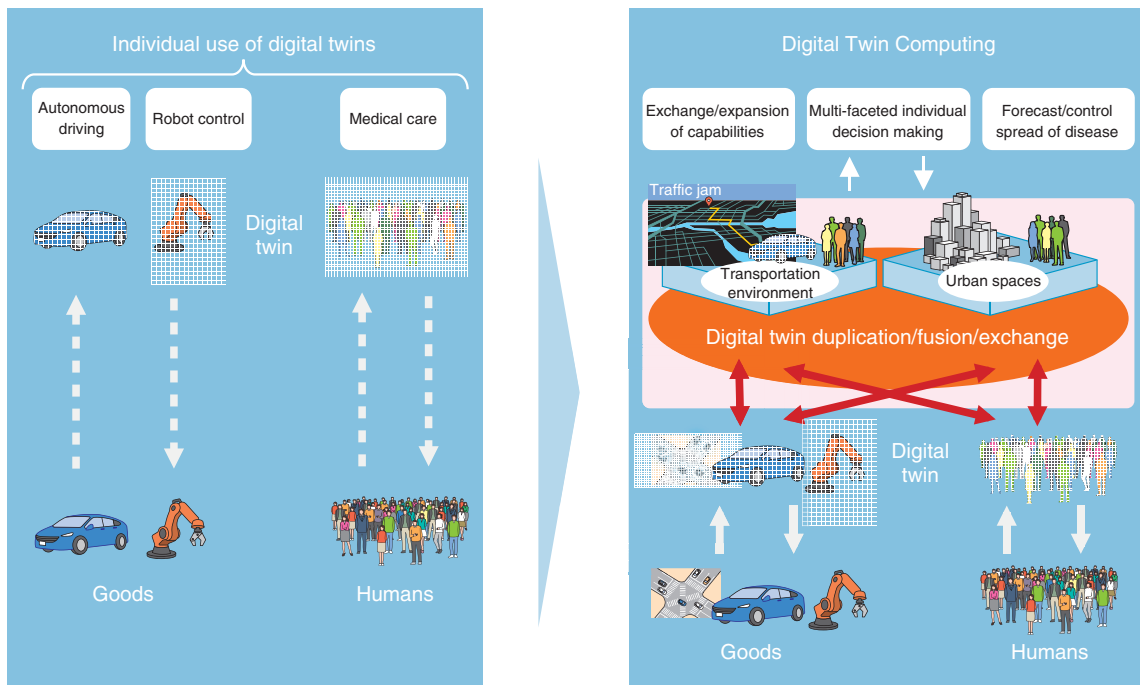 Individual use of digital twins
Autonomous
driving
Robot control
Medical care
Digital
twin
Goods
Humans
Digital Twin Computing
Exchange/expansion
of capabilities
Multi-faceted individual
decision making
Forecast/control
spread of disease
Traffic jam
Transportation
environment
Urban spaces
Digital twin duplication/fusion/exchange
Digital
twin
Goods
Humans